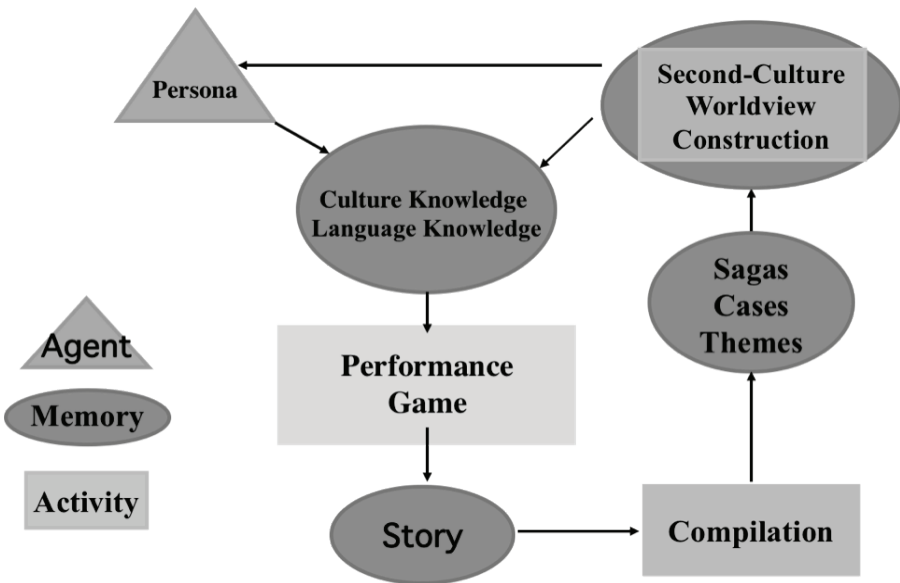 Persona
Second-Culture
Worldview
Construction
Culture Knowledge
Language Knowledge
Sagas
Cases
Themes
Performance
Game
Story
Compilation
Agent
Memory
Activity